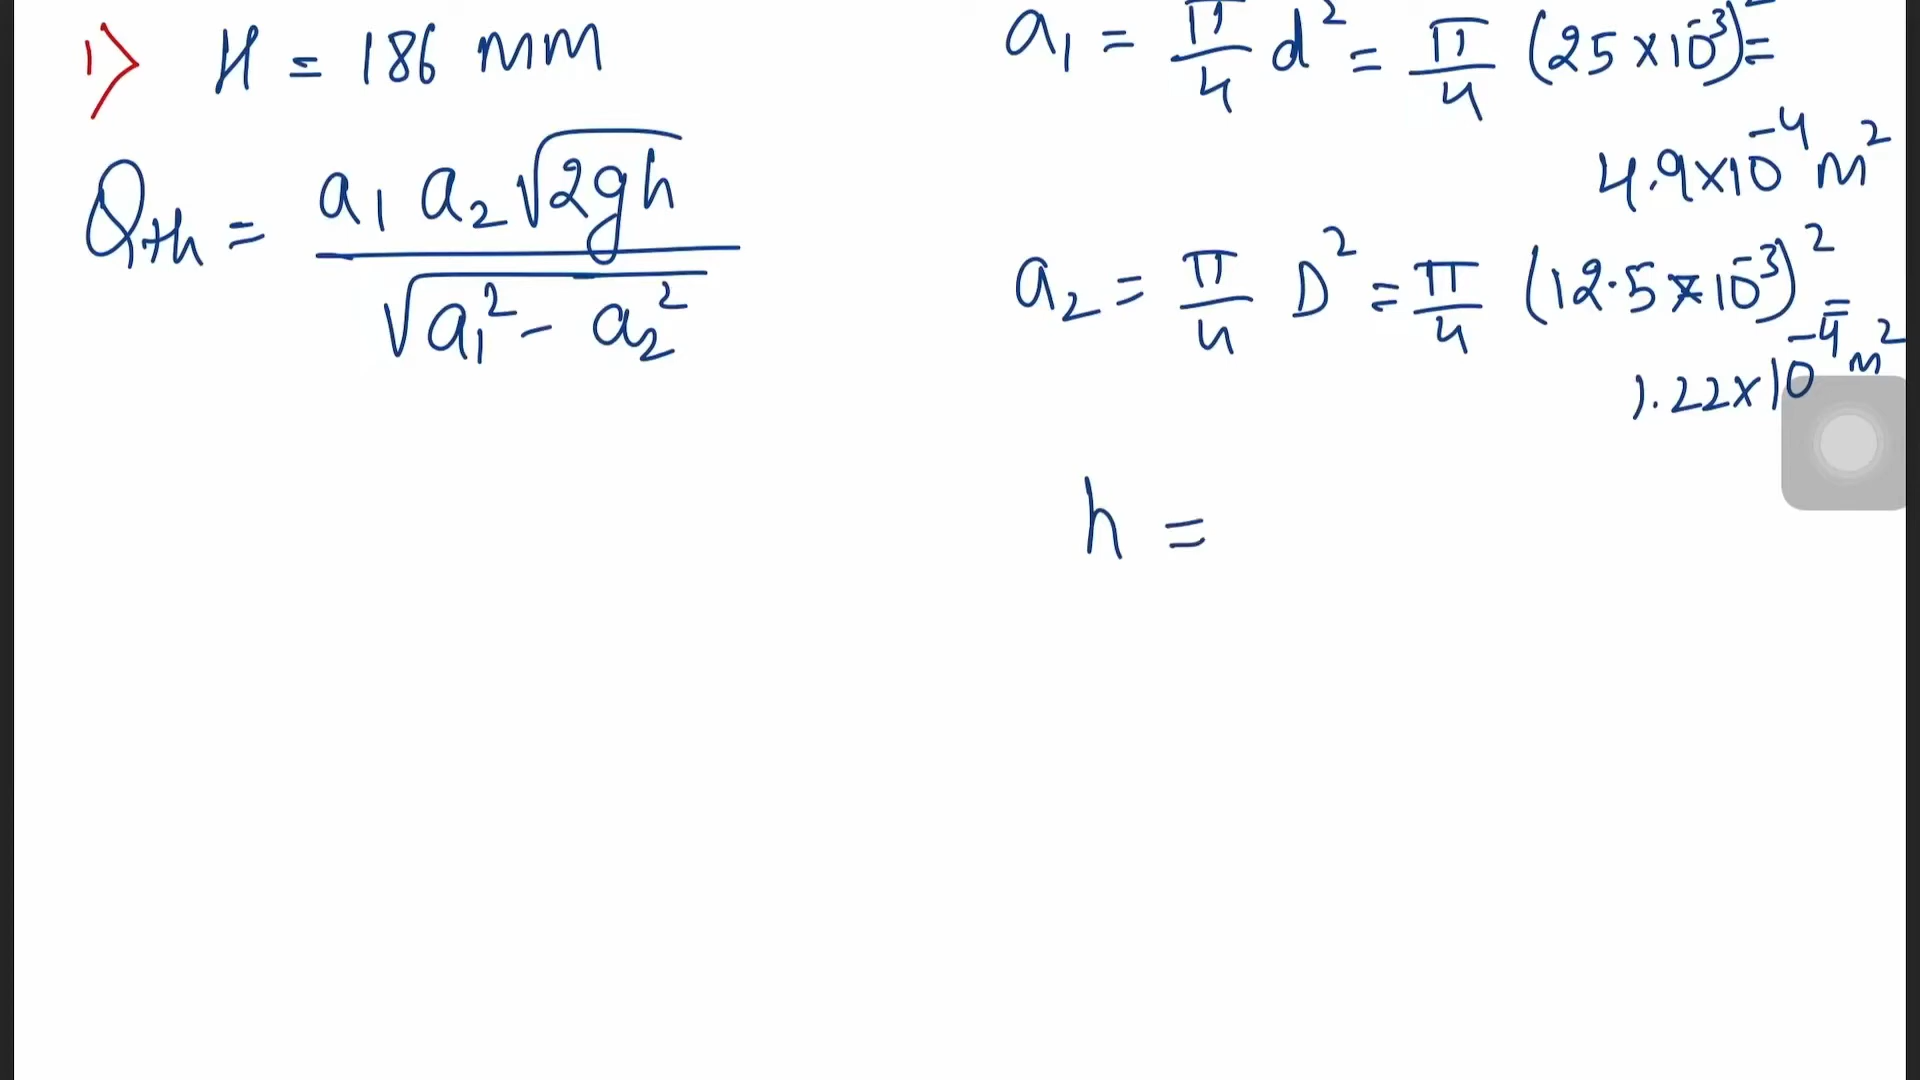 1) H = 186 mm
Qth = a₁ a₂ √2gh / √a₁² - a₂²
a₁ = π/4 d² = π/4 (25 × 10⁻³)² =
4.9 × 10⁻⁴ m²
a₂ = π/4 D² = π/4 (12.5 × 10⁻³)² =
1.22 × 10⁻⁴ m²
h =